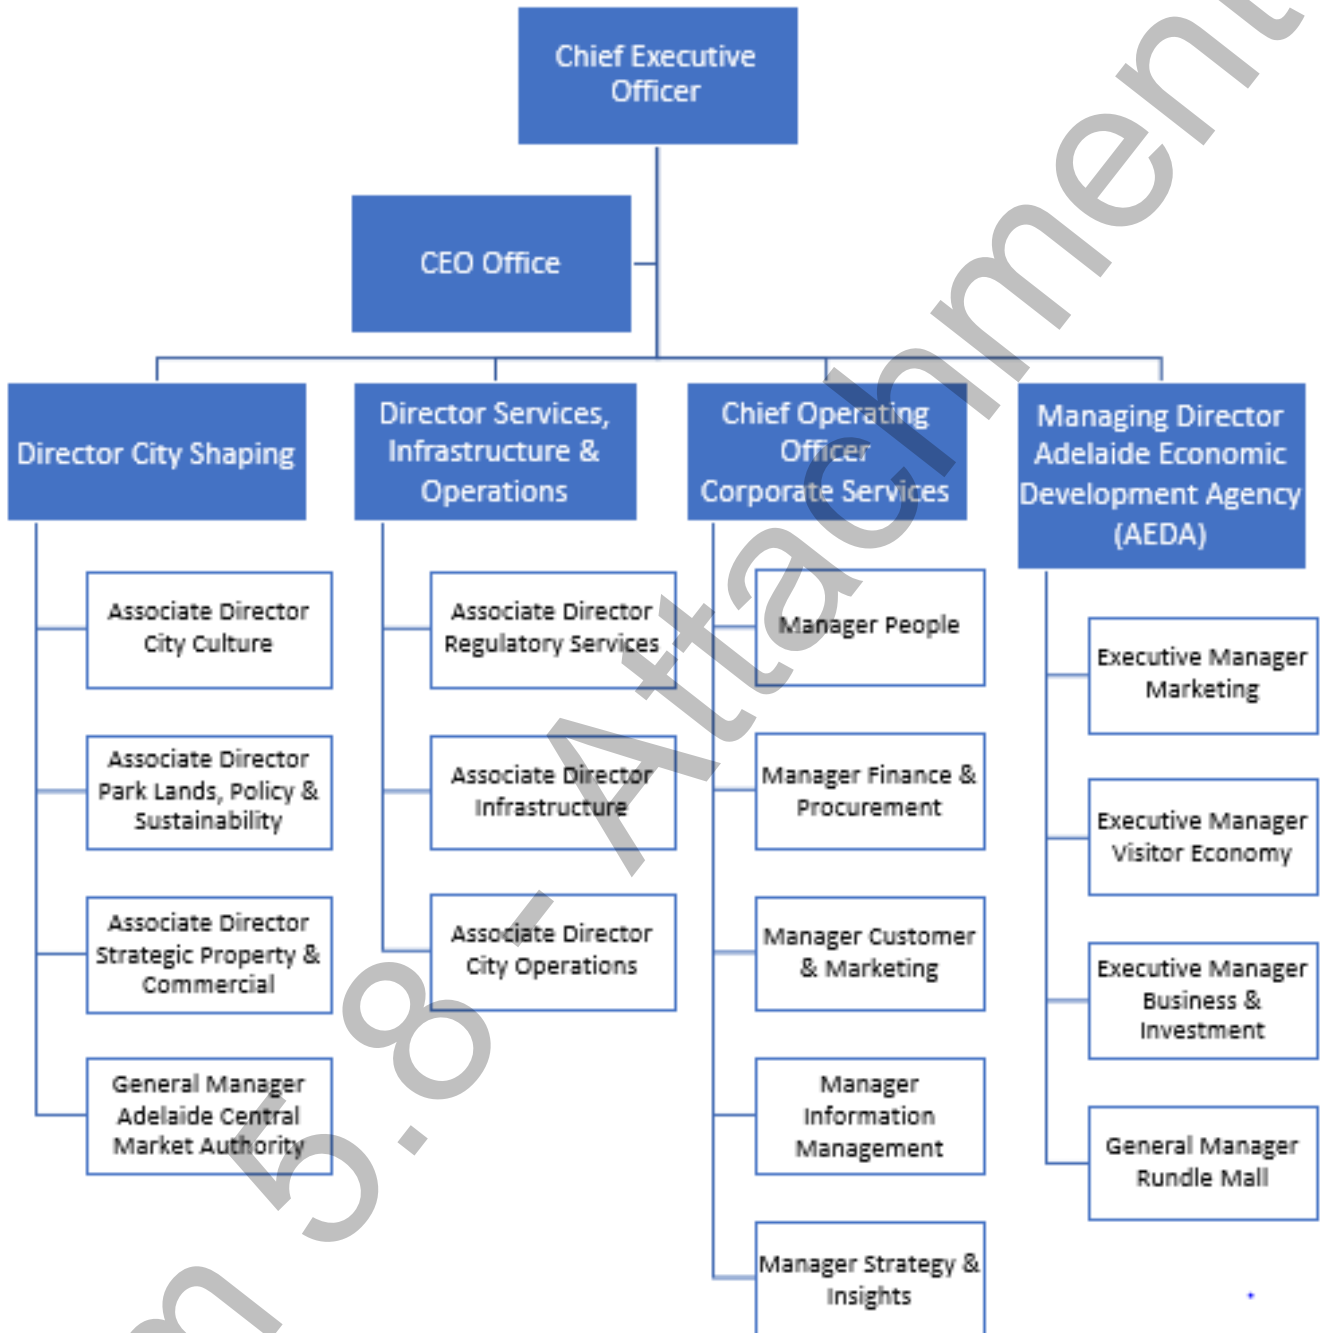 Chief Executive
Officer
CEO Office
Director City Shaping
Director Services,
Infrastructure &
Operations
Chief Operating
Officer
Corporate Services
Managing Director
Adelaide Economic
Development Agency
(AEDA)
Associate Director
City Culture
Associate Director
Park Lands, Policy &
Sustainability
Associate Director
Strategic Property &
Commercial
General Manager
Adelaide Central
Market Authority
Associate Director
Regulatory Services
Associate Director
Infrastructure
Associate Director
City Operations
Manager People
Manager Finance &
Procurement
Manager Customer
& Marketing
Manager
Information
Management
Manager Strategy &
Insights
Executive Manager
Marketing
Executive Manager
Visitor Economy
Executive Manager
Business &
Investment
General Manager
Rundle Mall
5.8 - Attachment